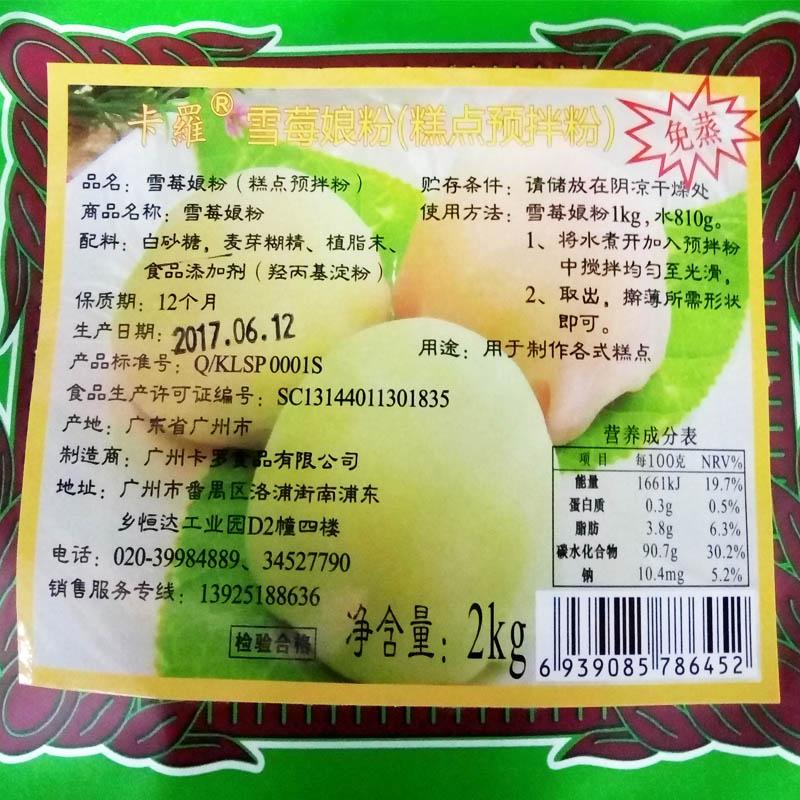 卡羅® 雪莓娘粉(糕点预拌粉)
免蒸
品名：雪莓娘粉（糕点预拌粉）
商品名称：雪莓娘粉
配料：白砂糖，麦芽糊精、植脂末、
食品添加剂（羟丙基淀粉）
保质期：12个月
生产日期：2017.06.12
产品标准号：Q/KLSP 0001S
食品生产许可证编号：SC13144011301835
产地：广东省广州市
制造商：广州卡罗食品有限公司
地址：广州市番禺区洛浦街南浦东
乡恒达工业园D2幢四楼
电话：020-39984889、34527790
销售服务专线：13925188636
检验合格
贮存条件：请储放在阴凉干燥处
使用方法：雪莓娘粉1kg，水810g。
1、将水煮开加入预拌粉
中搅拌均匀至光滑，
2、取出，擀薄所需形状
即可。
用途：用于制作各式糕点
营养成分表
项目 每100克 NRV%
能量 1661kJ 19.7%
蛋白质 0.3g 0.5%
脂肪 3.8g 6.3%
碳水化合物 90.7g 30.2%
钠 10.4mg 5.2%
净含量：2kg
6 939085 786452